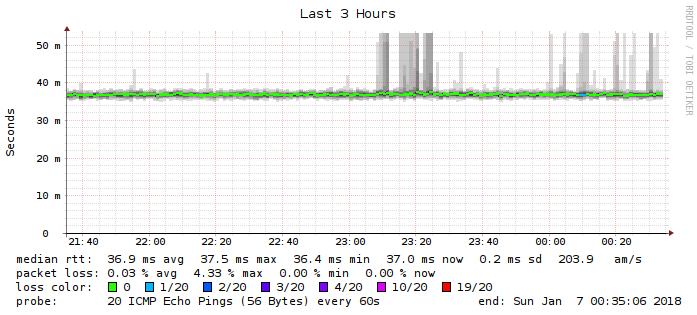 Last 3 Hours
RRDTOOL / TOBI OETIKER
Seconds
50 m
40 m
30 m
20 m
10 m
0
21:40 22:00 22:20 22:40 23:00 23:20 23:40 00:00 00:20
median rtt: 36.9 ms avg 37.5 ms max 36.4 ms min 37.0 ms now 0.2 ms sd 203.9 am/s
packet loss: 0.03 % avg 4.33 % max 0.00 % min 0.00 % now
loss color: 0 1/20 2/20 3/20 4/20 10/20 19/20
probe: 20 ICMP Echo Pings (56 Bytes) every 60s end: Sun Jan 7 00:35:06 2018